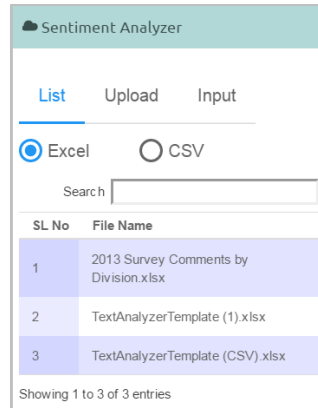 Sentiment Analyzer
List Upload Input
Excel CSV
Search
SL No File Name
1 2013 Survey Comments by
Division.xlsx
2 TextAnalyzerTemplate (1).xlsx
3 TextAnalyzerTemplate (CSV).xlsx
Showing 1 to 3 of 3 entries